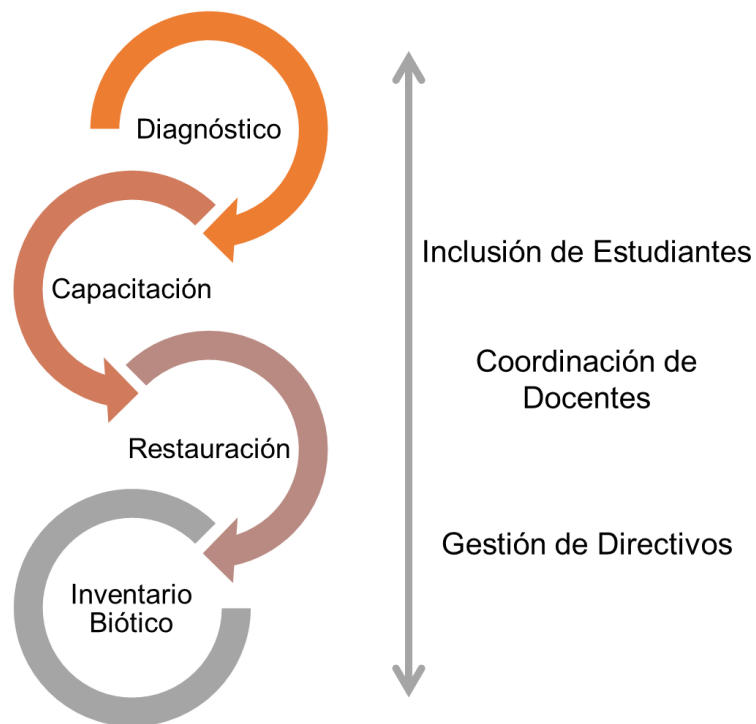 Diagnóstico
Capacitación
Restauración
Inventario
Biótico
Inclusión de Estudiantes
Coordinación de
Docentes
Gestión de Directivos